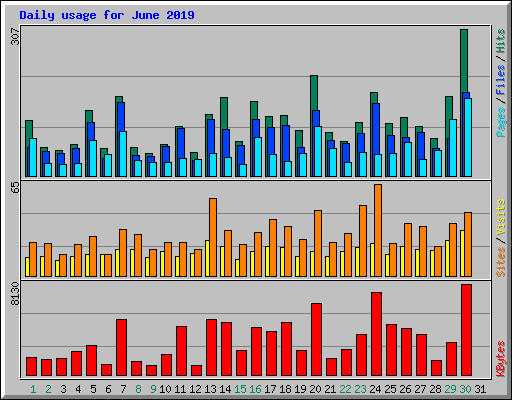 Daily usage for June 2019
307
Pages / Files / Hits
65
Sites / Visits
8130
KBytes
1 2 3 4 5 6 7 8 9 10 11 12 13 14 15 16 17 18 19 20 21 22 23 24 25 26 27 28 29 30 31